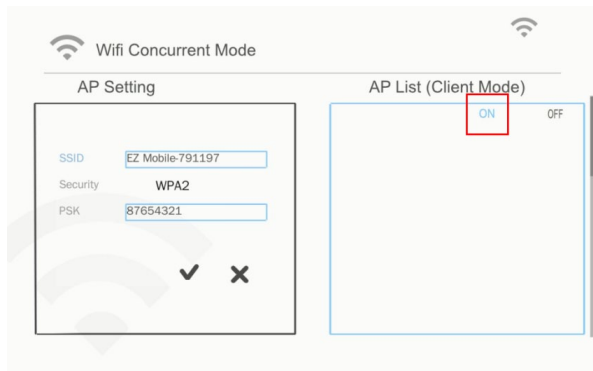 Wifi Concurrent Mode
AP Setting
AP List (Client Mode)
ON OFF
SSID EZ Mobile-791197
Security WPA2
PSK 87654321